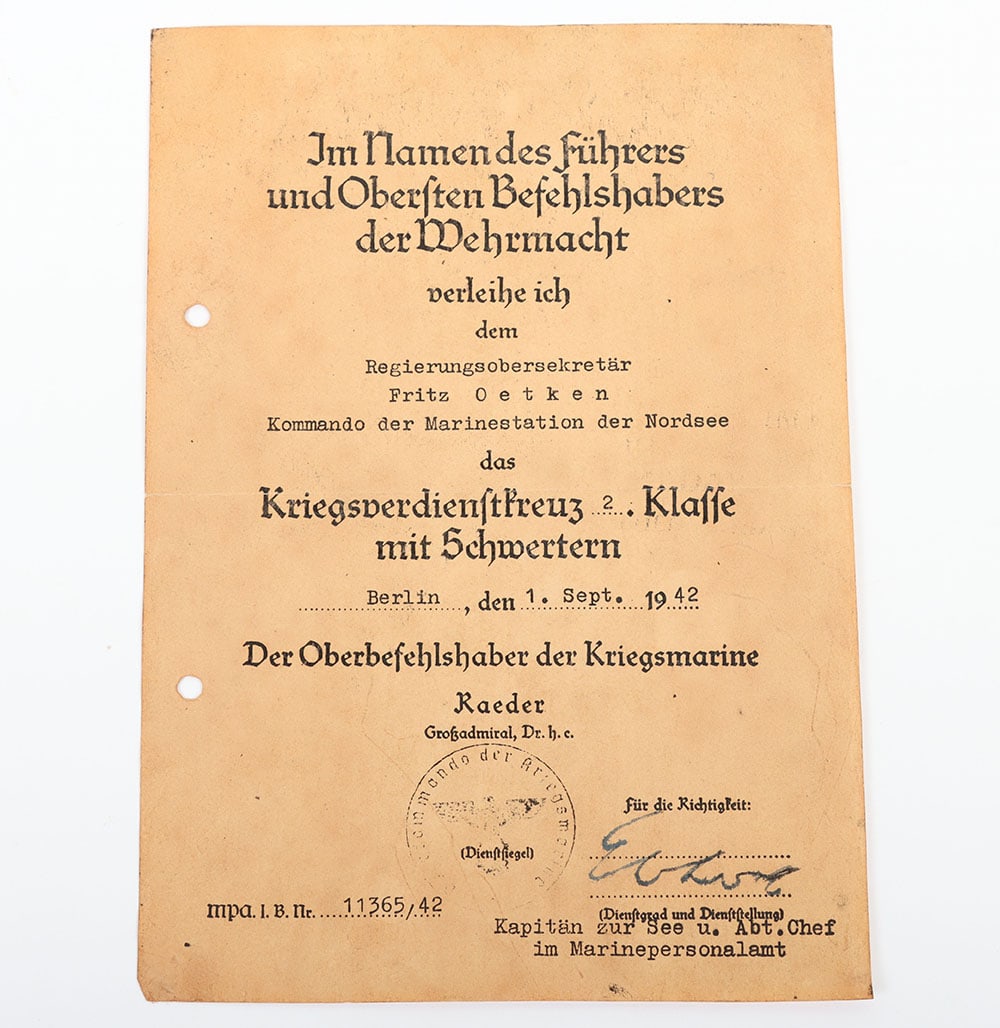 Im Namen des Führers
und Obersten Befehlshabers
der Wehrmacht
verleihe ich
dem
Regierungsobersekretär
Fritz Oetken
Kommando der Marinestation der Nordsee
das
Kriegsverdienstkreuz 2. Klasse
mit Schwertern
Berlin, den 1. Sept. 1942
Der Oberbefehlshaber der Kriegsmarine
Raeder
Großadmiral, Dr. h. c.
der Kriegsmarine
Für die Richtigkeit:
(Dienstsiegel)
mpa. I. B. Nr. 11365/42
(Dienstgrad und Dienststellung)
Kapitän zur See u. Abt.Chef
im Marinepersonalamt